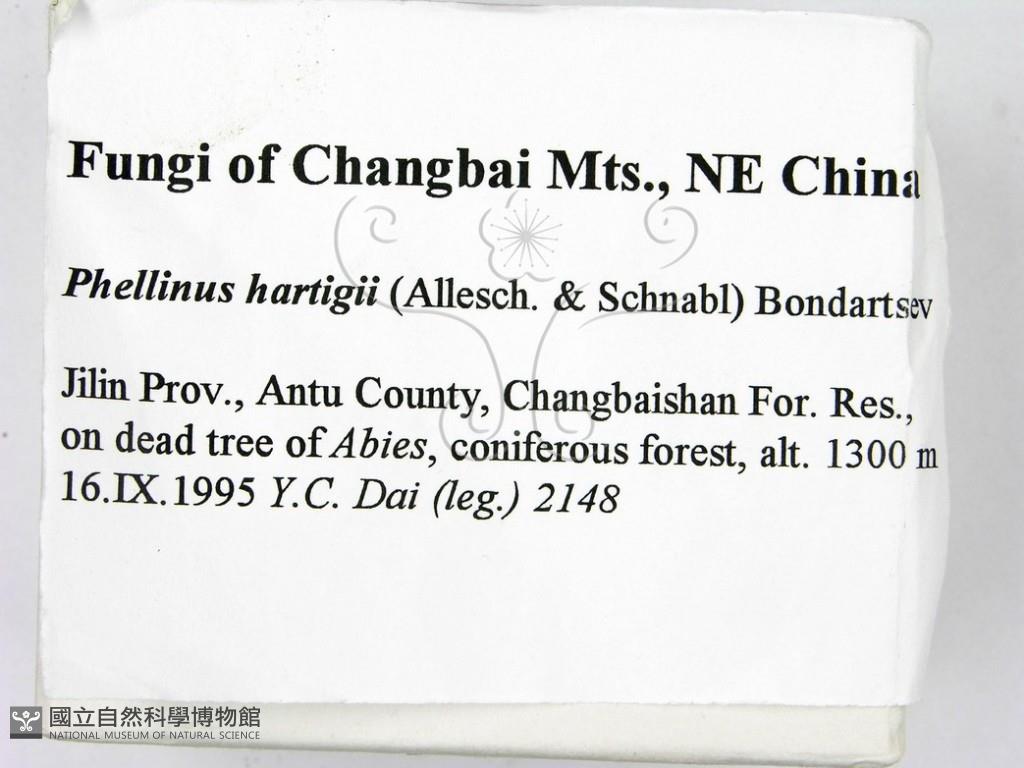 Fungi of Changbai Mts., NE China
Phellinus hartigii (Allesch. & Schnabl) Bondartsev
Jilin Prov., Antu County, Changbaishan For. Res.,
on dead tree of Abies, coniferous forest, alt. 1300 m
16.IX.1995 Y.C. Dai (leg.) 2148
國立自然科學博物館
NATIONAL MUSEUM OF NATURAL SCIENCE